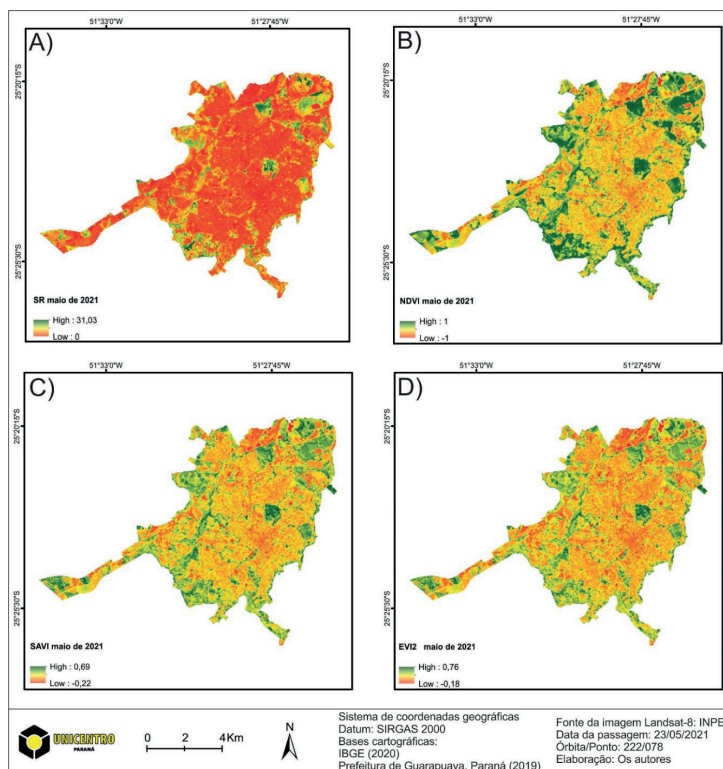 A)
51°33'0"W
51°27'45"W
25°20'15"S
25°25'30"S
SR maio de 2021
High : 31,03
Low : 0
B)
51°33'0"W
51°27'45"W
25°20'15"S
25°25'30"S
NDVI maio de 2021
High : 1
Low : -1
C)
51°33'0"W
51°27'45"W
25°20'15"S
25°25'30"S
SAVI maio de 2021
High : 0,69
Low : -0,22
D)
51°33'0"W
51°27'45"W
25°20'15"S
25°25'30"S
EVI2 maio de 2021
High : 0,76
Low : -0,18
UNICENTRO
PARANÁ
0 2 4Km
N
Sistema de coordenadas geográficas
Datum: SIRGAS 2000
Bases cartográficas:
IBGE (2020)
Prefeitura de Guarapuava, Paraná (2019)
Fonte da imagem Landsat-8: INPE
Data da passagem: 23/05/2021
Órbita/Ponto: 222/078
Elaboração: Os autores